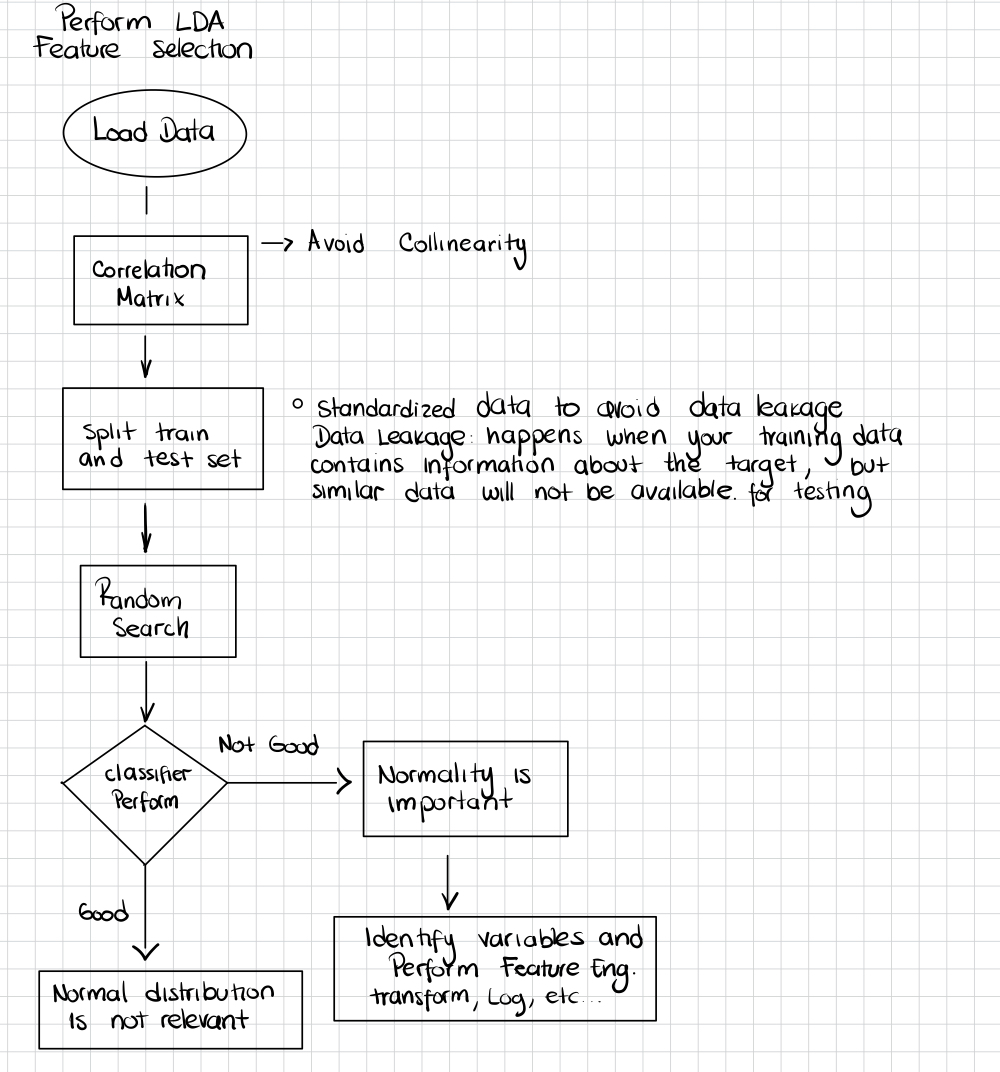 Perform LDA
Feature selection
Load Data
Correlation
Matrix
→ Avoid Collinearity
Split train
and test set
° Standardized data to avoid data leakage
Data Leakage: happens when your training data
contains information about the target, but
similar data will not be available. for testing
Random
Search
classifier
Perform
Not Good
Normality is
important
Good
Identify variables and
Perform Feature Eng.
transform, Log, etc...
Normal distribution
is not relevant